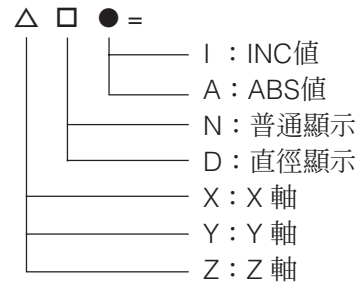 △ □ ● =
I：INC值
A：ABS值
N：普通顯示
D：直徑顯示
X：X 軸
Y：Y 軸
Z：Z 軸